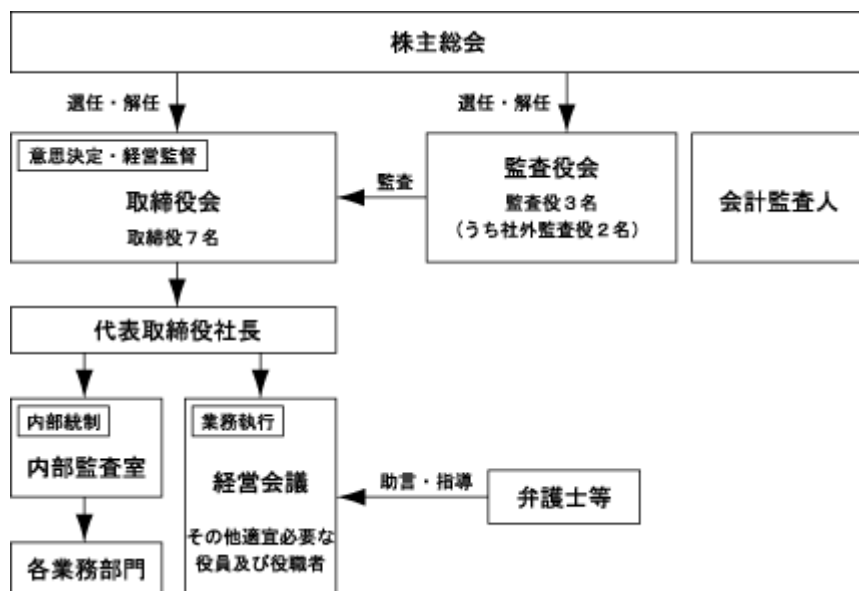 株主総会
選任・解任
選任・解任
意思決定・経営監督
取締役会
取締役7名
監査
監査役会
監査役3名
(うち社外監査役2名)
会計監査人
代表取締役社長
内部統制
内部監査室
業務執行
経営会議
その他適宜必要な
役員及び役職者
助言・指導
弁護士等
各業務部門